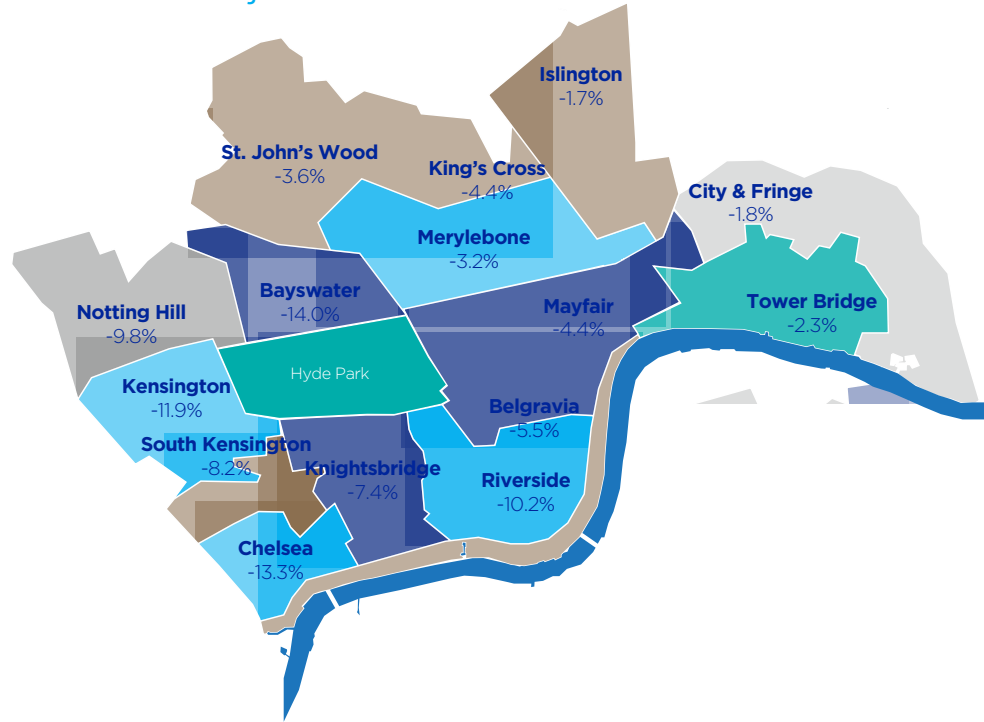 Islington
-1.7%
St. John's Wood
-3.6%
King's Cross
-4.4%
City & Fringe
-1.8%
Merylebone
-3.2%
Bayswater
-14.0%
Mayfair
-4.4%
Tower Bridge
-2.3%
Notting Hill
-9.8%
Hyde Park
Kensington
-11.9%
Belgravia
-5.5%
South Kensington
-8.2%
Knightsbridge
-7.4%
Riverside
-10.2%
Chelsea
-13.3%